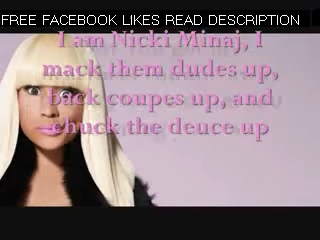 FREE FACEBOOK LIKES READ DESCRIPTION
I am Nicki Minaj, I
mack them dudes up,
back coupes up, and
chuck the deuce up